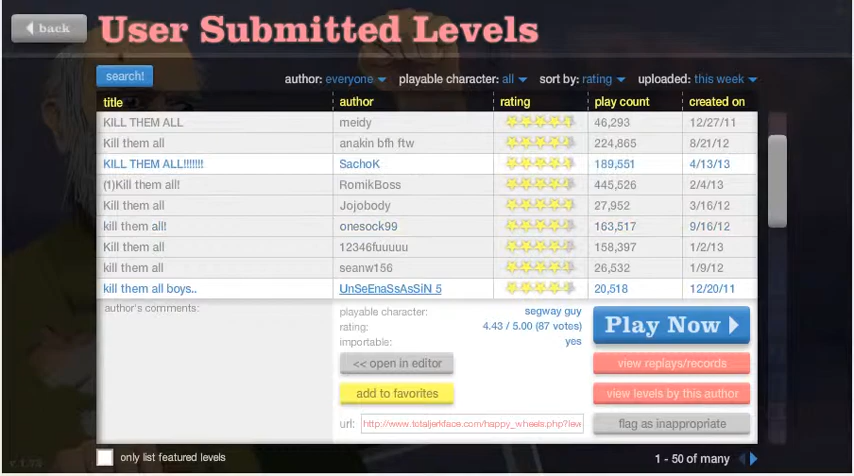 back
User Submitted Levels
search!
author: everyone playable character: all sort by: rating uploaded: this week
title author rating play count created on
KILL THEM ALL meidy 46,293 12/27/11
Kill them all anakin bfh ftw 224,865 8/21/12
KILL THEM ALL!!!!!!! SachoK 189,551 4/13/13
(1)Kill them all! RomikBoss 445,526 2/4/13
Kill them all Jojobody 27,952 3/16/12
kill them all! onesock99 163,517 9/16/12
Kill them all 12346fuuuuu 158,397 1/2/13
kill them all seanw156 26,532 1/9/12
kill them all boys.. UnSeEnaSsAsSiN 5 20,518 12/20/11
author's comments:
playable character: segway guy
rating: 4.43 / 5.00 (87 votes)
importable: yes
<< open in editor
add to favorites
url: http://www.totaljerkface.com/happy_wheels.php?leve
Play Now
view replays/records
view levels by this author
flag as inappropriate
only list featured levels
1 - 50 of many